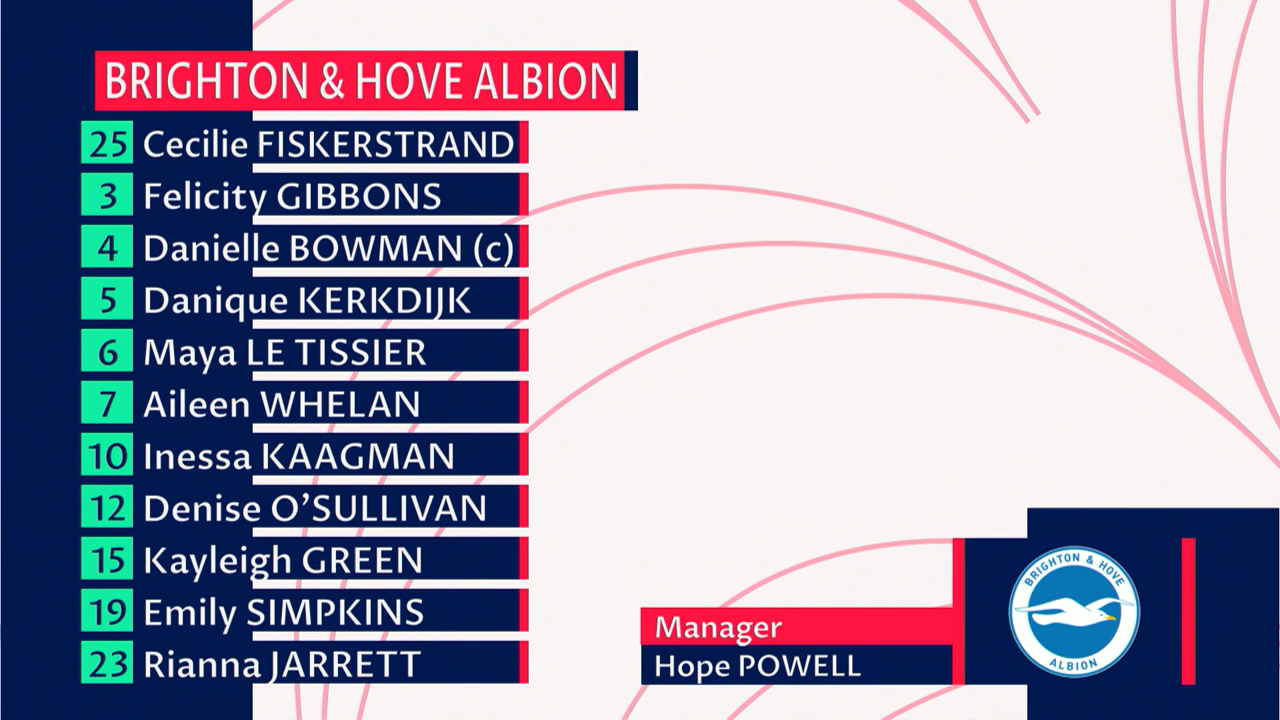 BRIGHTON & HOVE ALBION
25 Cecilie FISKERSTRAND
3 Felicity GIBBONS
4 Danielle BOWMAN (c)
5 Danique KERKDIJK
6 Maya LE TISSIER
7 Aileen WHELAN
10 Inessa KAAGMAN
12 Denise O'SULLIVAN
15 Kayleigh GREEN
19 Emily SIMPKINS
23 Rianna JARRETT
Manager
Hope POWELL
BRIGHTON & HOVE
ALBION